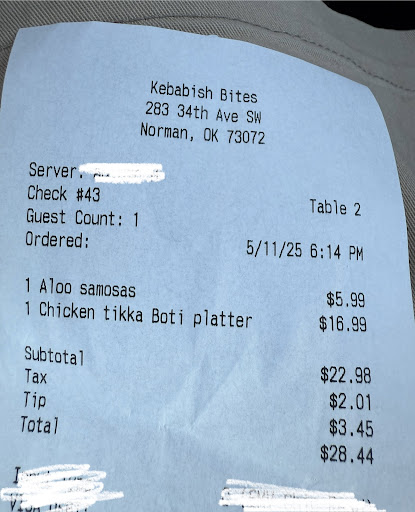 Kebabish Bites
283 34th Ave SW
Norman, OK 73072
Server:
Check #43
Table 2
Guest Count: 1
Ordered: 5/11/25 6:14 PM
1 Aloo samosas $5.99
1 Chicken tikka Boti platter $16.99
Subtotal $22.98
Tax $2.01
Tip $3.45
Total $28.44